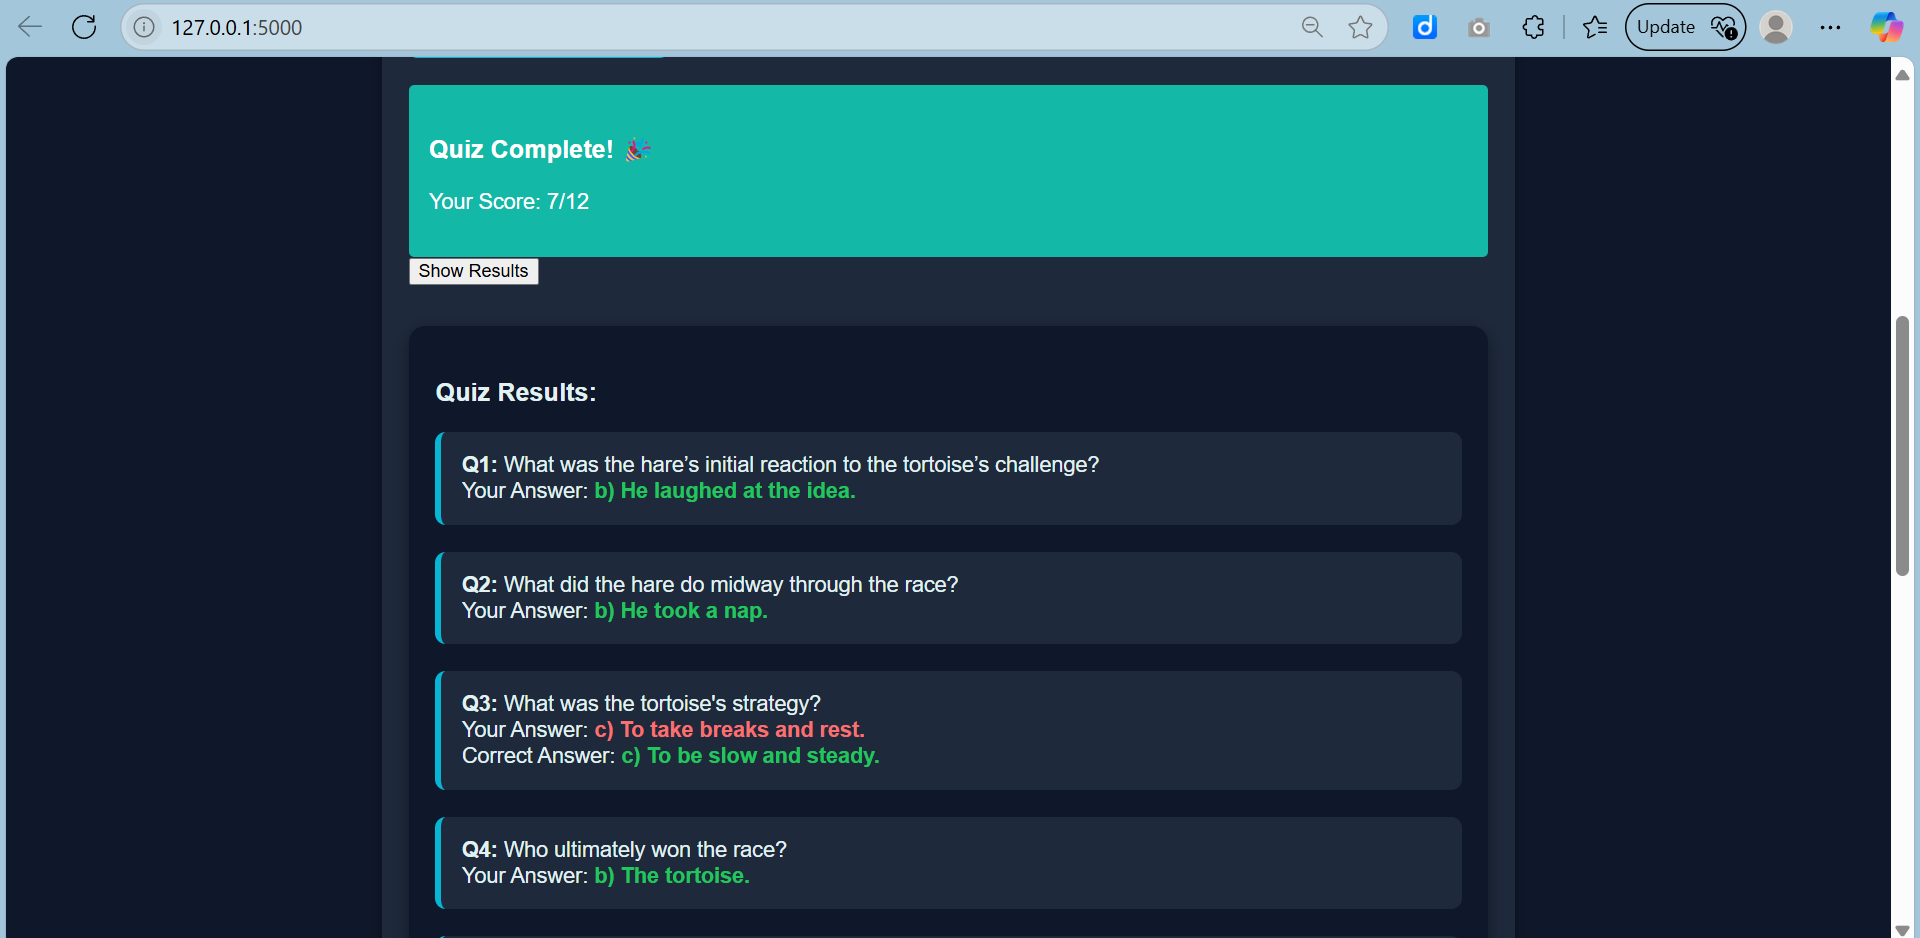 127.0.0.1:5000
Update
Quiz Complete! 🎉
Your Score: 7/12
Show Results
Quiz Results:
Q1: What was the hare’s initial reaction to the tortoise’s challenge?
Your Answer: b) He laughed at the idea.
Q2: What did the hare do midway through the race?
Your Answer: b) He took a nap.
Q3: What was the tortoise's strategy?
Your Answer: c) To take breaks and rest.
Correct Answer: c) To be slow and steady.
Q4: Who ultimately won the race?
Your Answer: b) The tortoise.